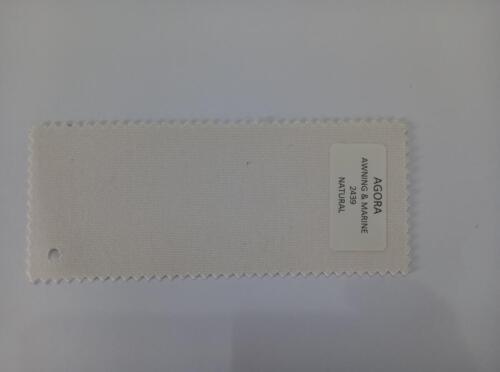 AGORA
AWNING & MARINE
2439
NATURAL